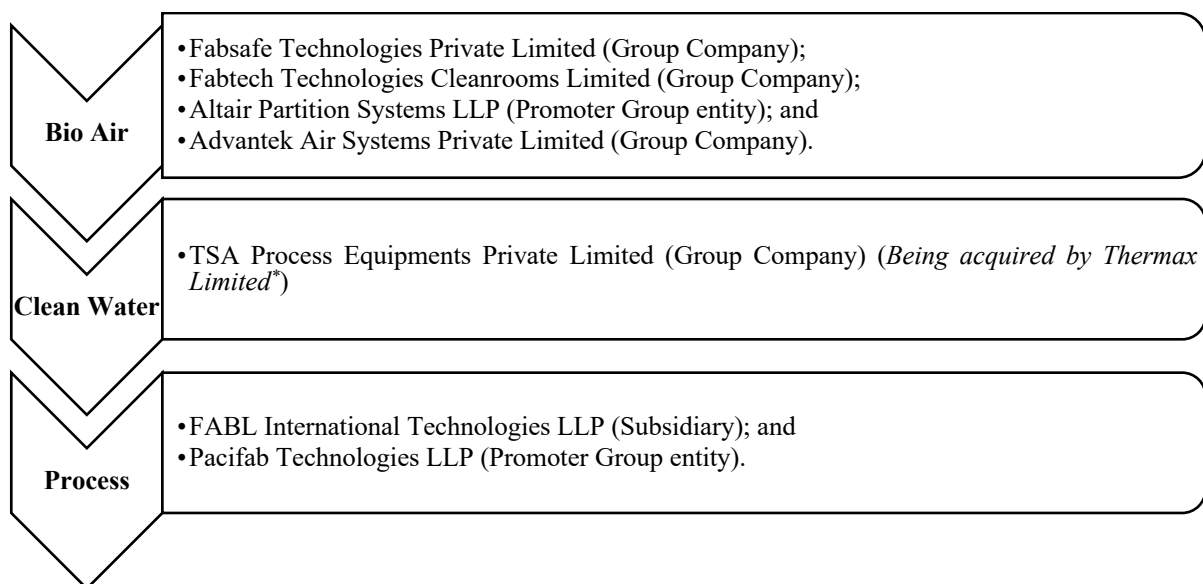 Bio Air
•Fabsafe Technologies Private Limited (Group Company);
•Fabtech Technologies Cleanrooms Limited (Group Company);
•Altair Partition Systems LLP (Promoter Group entity); and
•Advantek Air Systems Private Limited (Group Company).
Clean Water
•TSA Process Equipments Private Limited (Group Company) (Being acquired by Thermax
Limited*)
Process
•FABL International Technologies LLP (Subsidiary); and
•Pacifab Technologies LLP (Promoter Group entity).